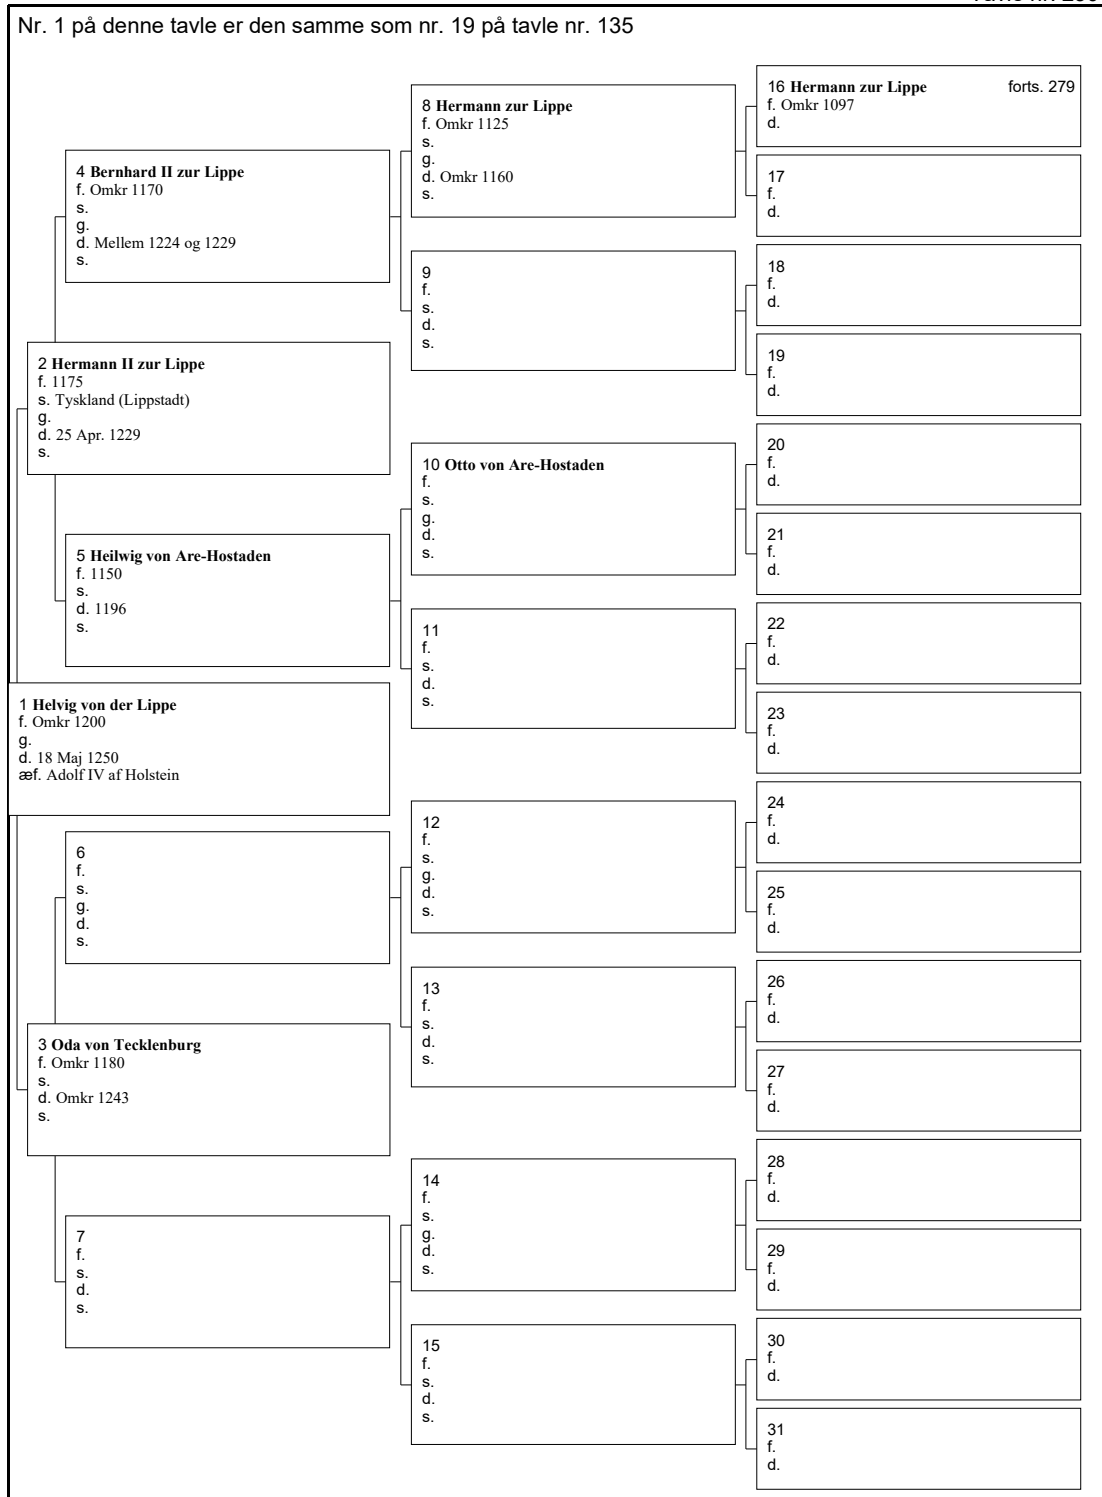 Nr. 1 på denne tavle er den samme som nr. 19 på tavle nr. 135
16 Hermann zur Lippe forts. 279
f. Omkr 1097
d.
8 Hermann zur Lippe
f. Omkr 1125
s.
g.
d. Omkr 1160
s.
17
f.
d.
4 Bernhard II zur Lippe
f. Omkr 1170
s.
g.
d. Mellem 1224 og 1229
s.
18
f.
d.
9
f.
s.
d.
s.
19
f.
d.
2 Hermann II zur Lippe
f. 1175
s. Tyskland (Lippstadt)
g.
d. 25 Apr. 1229
s.
20
f.
d.
10 Otto von Are-Hostaden
f.
s.
g.
d.
s.
21
f.
d.
5 Heilwig von Are-Hostaden
f. 1150
s.
d. 1196
s.
22
f.
d.
11
f.
s.
d.
s.
23
f.
d.
1 Helvig von der Lippe
f. Omkr 1200
g.
d. 18 Maj 1250
æf. Adolf IV af Holstein
24
f.
d.
12
f.
s.
g.
d.
s.
25
f.
d.
6
f.
s.
g.
d.
s.
26
f.
d.
13
f.
s.
d.
s.
27
f.
d.
3 Oda von Tecklenburg
f. Omkr 1180
s.
d. Omkr 1243
s.
28
f.
d.
14
f.
s.
g.
d.
s.
29
f.
d.
7
f.
s.
d.
s.
30
f.
d.
15
f.
s.
d.
s.
31
f.
d.